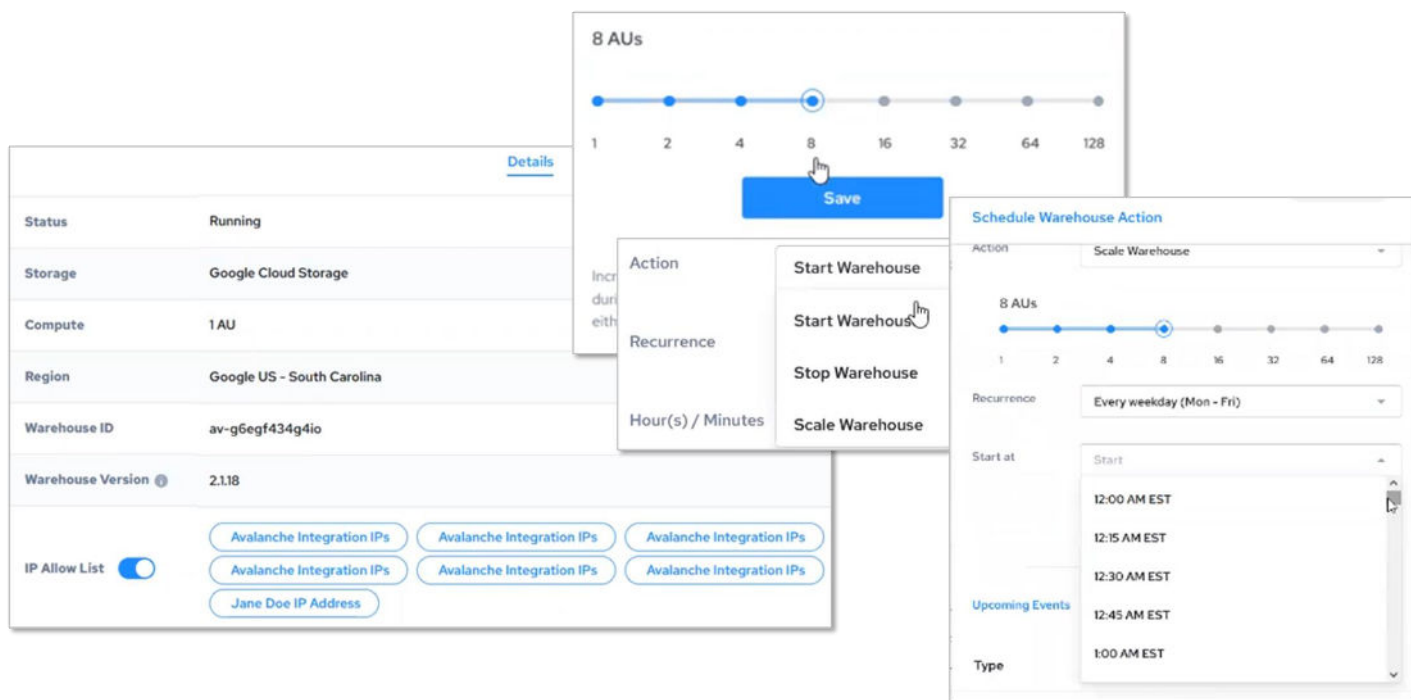 8 AUs
1 2 4 8 16 32 64 128
Save
Incr
duri
eith
Details
Status Running
Storage Google Cloud Storage
Compute 1 AU
Region Google US - South Carolina
Warehouse ID av-g6egf434g4io
Warehouse Version 2.1.18
IP Allow List
Avalanche Integration IPs Avalanche Integration IPs Avalanche Integration IPs
Avalanche Integration IPs Avalanche Integration IPs Avalanche Integration IPs
Jane Doe IP Address
Action Start Warehouse
Start Warehous
Recurrence
Stop Warehouse
Hour(s) / Minutes Scale Warehouse
Schedule Warehouse Action
Action Scale Warehouse
8 AUs
1 2 4 8 16 32 64 128
Recurrence Every weekday (Mon - Fri)
Start at Start
12:00 AM EST
12:15 AM EST
12:30 AM EST
Upcoming Events
12:45 AM EST
1:00 AM EST
Type